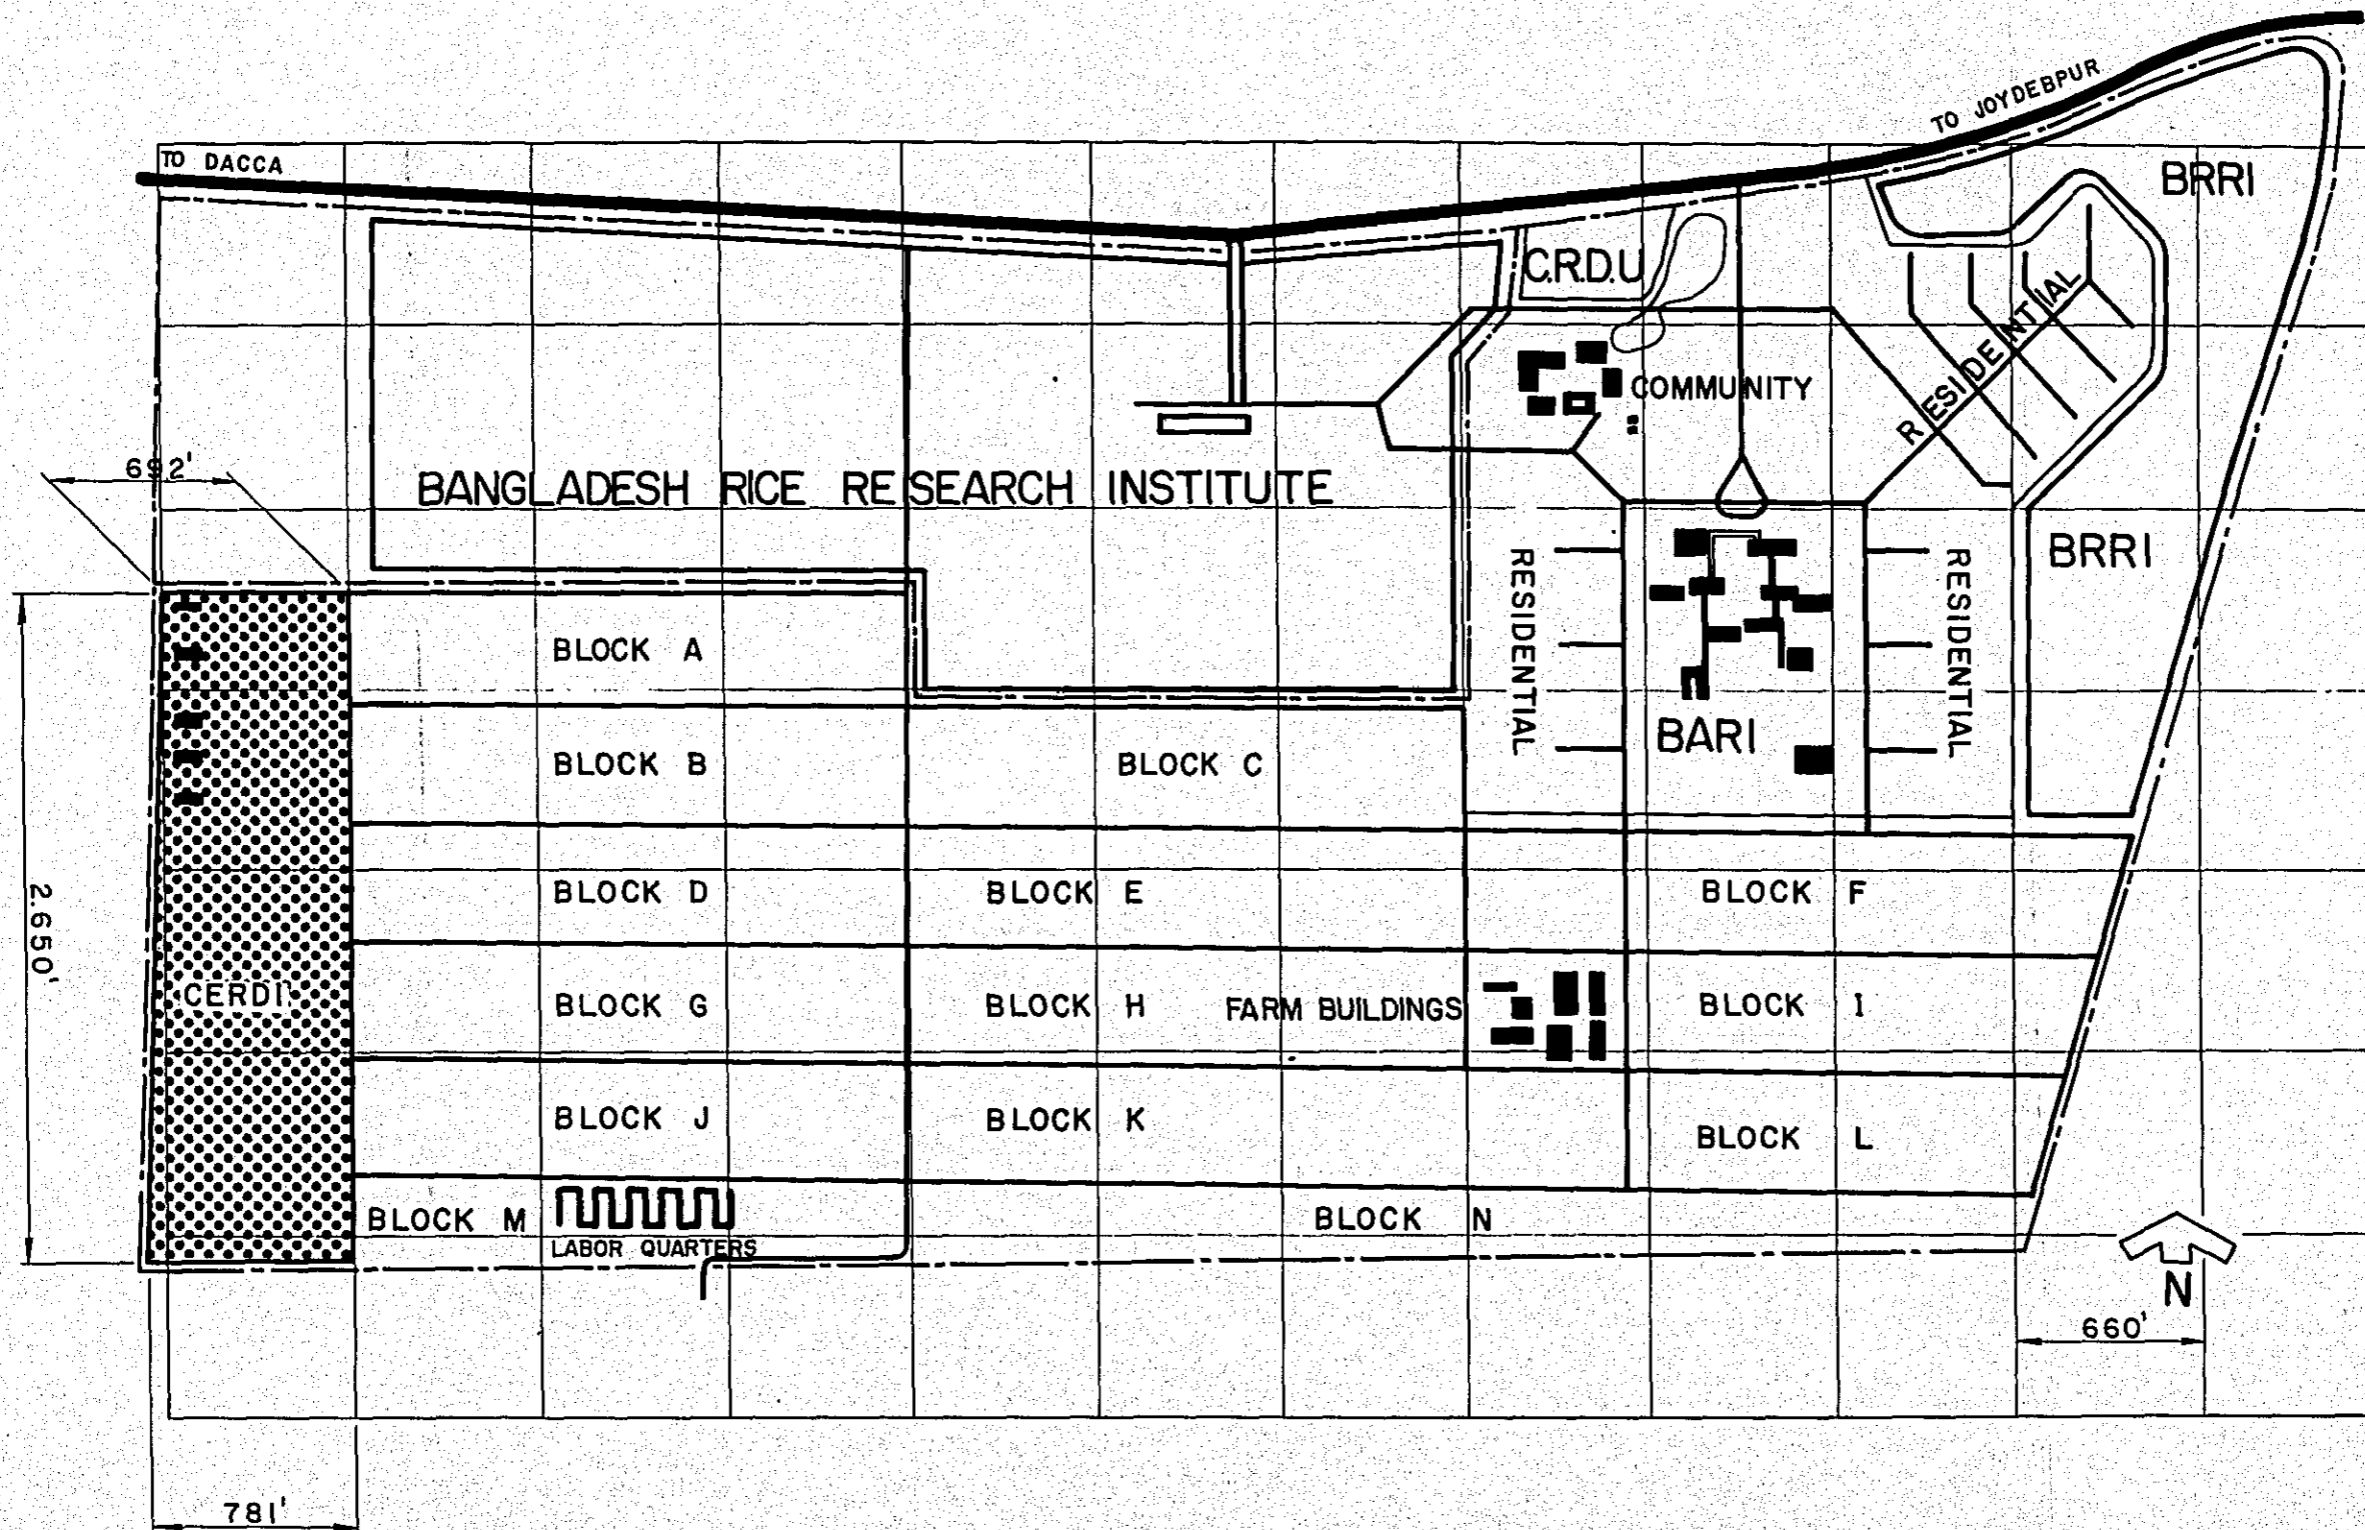 TO JOYDEBPUR
TO DACCA
BRRI
C.R.D.U
RESIDENTIAL
COMMUNITY
692'
BANGLADESH RICE RESEARCH INSTITUTE
RESIDENTIAL
RESIDENTIAL
BRRI
BLOCK A
BARI
BLOCK B
BLOCK C
2.650'
BLOCK D
BLOCK E
BLOCK F
CERDI
BLOCK G
BLOCK H
FARM BUILDINGS
BLOCK I
BLOCK J
BLOCK K
BLOCK L
BLOCK M
LABOR QUARTERS
BLOCK N
N
660'
781'